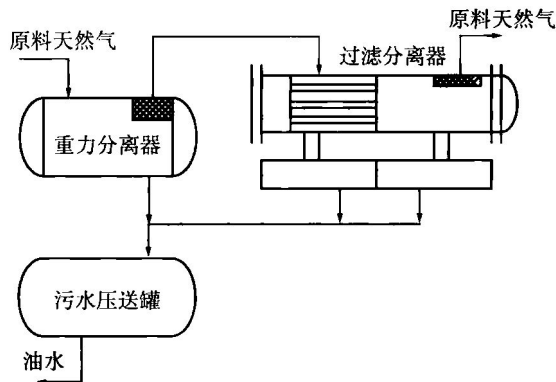 原料天然气
原料天然气
过滤分离器
重力分离器
污水压送罐
油水